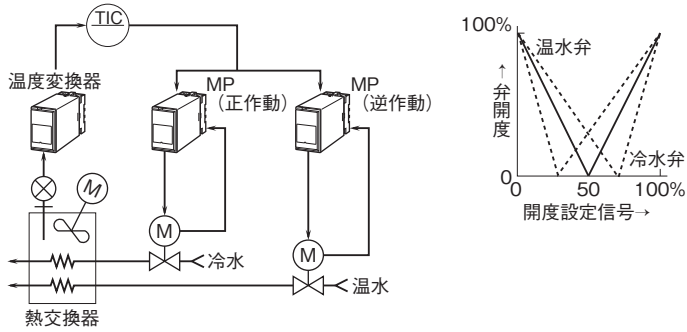 TIC
温度変換器
MP
(正作動)
MP
(逆作動)
M
M
M
冷水
温水
熱交換器
100%
温水弁
↑弁開度
冷水弁
0
0
50
100%
開度設定信号→